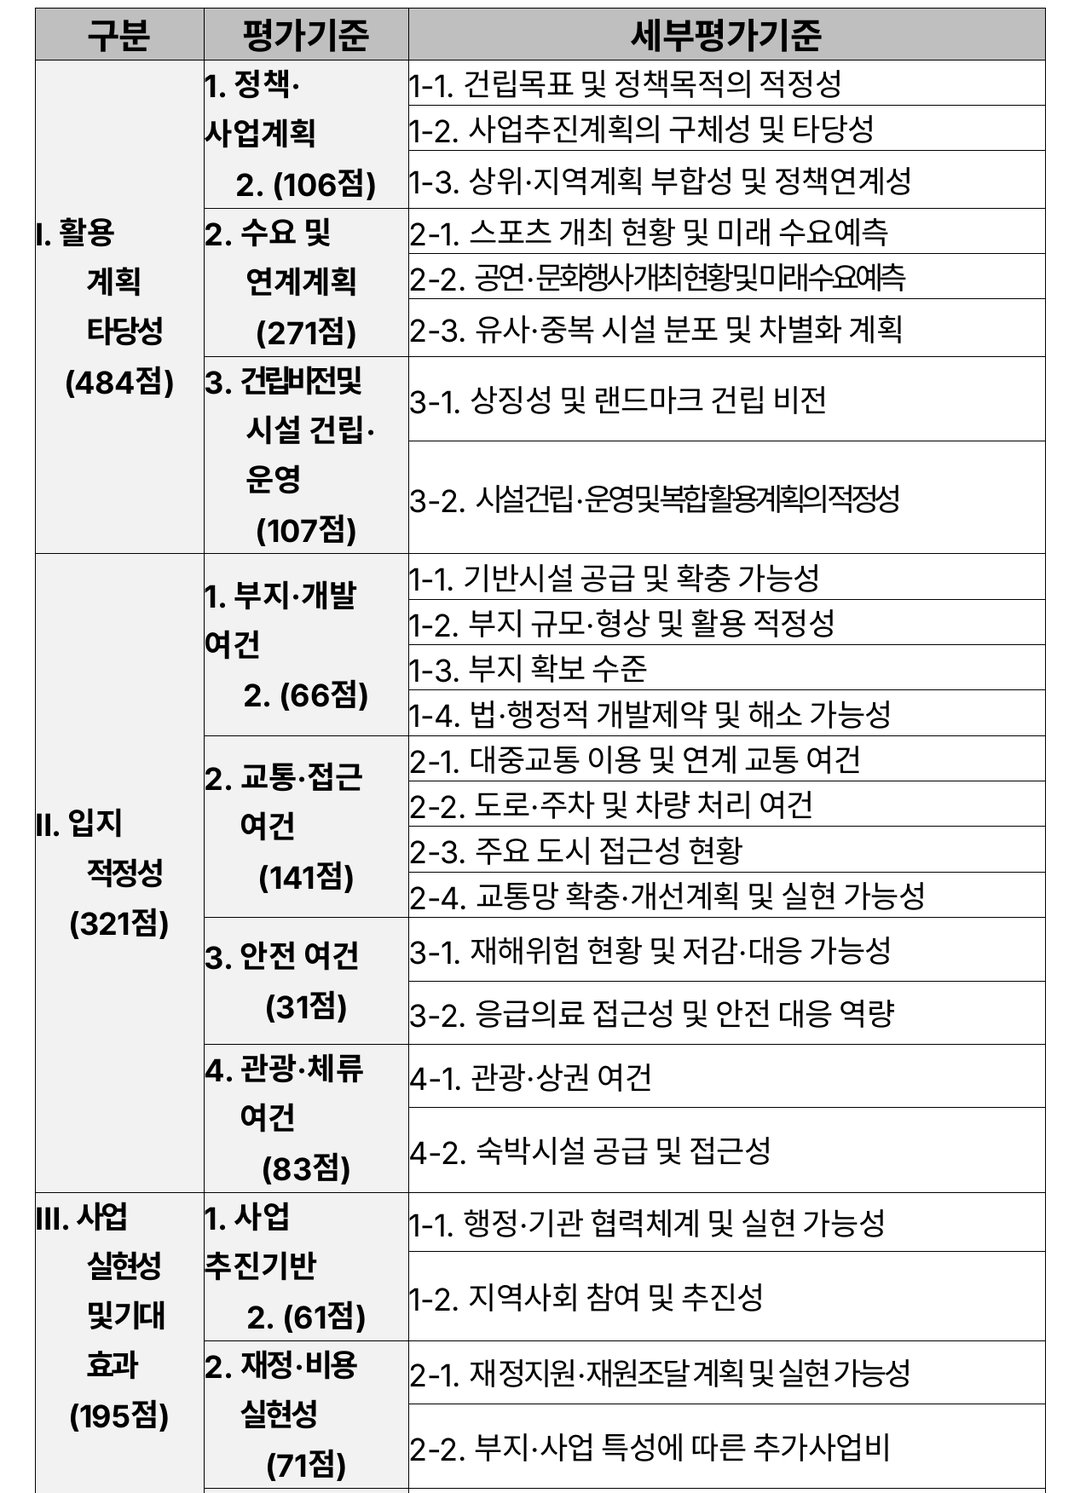 구분 평가기준 세부평가기준
I. 활용
계획
타당성
(484점)
1. 정책·
사업계획
2. (106점)
1-1. 건립목표 및 정책목적의 적정성
1-2. 사업추진계획의 구체성 및 타당성
1-3. 상위·지역계획 부합성 및 정책연계성
2. 수요 및
연계계획
(271점)
2-1. 스포츠 개최 현황 및 미래 수요예측
2-2. 공연·문화행사개최현황및미래수요예측
2-3. 유사·중복 시설 분포 및 차별화 계획
3. 건립비전및
시설 건립·
운영
(107점)
3-1. 상징성 및 랜드마크 건립 비전
3-2. 시설건립·운영및복합활용계획의적정성
II. 입지
적정성
(321점)
1. 부지·개발
여건
2. (66점)
1-1. 기반시설 공급 및 확충 가능성
1-2. 부지 규모·형상 및 활용 적정성
1-3. 부지 확보 수준
1-4. 법·행정적 개발제약 및 해소 가능성
2. 교통·접근
여건
(141점)
2-1. 대중교통 이용 및 연계 교통 여건
2-2. 도로·주차 및 차량 처리 여건
2-3. 주요 도시 접근성 현황
2-4. 교통망 확충·개선계획 및 실현 가능성
3. 안전 여건
(31점)
3-1. 재해위험 현황 및 저감·대응 가능성
3-2. 응급의료 접근성 및 안전 대응 역량
4. 관광·체류
여건
(83점)
4-1. 관광·상권 여건
4-2. 숙박시설 공급 및 접근성
III. 사업
실현성
및기대
효과
(195점)
1. 사업
추진기반
2. (61점)
1-1. 행정·기관 협력체계 및 실현 가능성
1-2. 지역사회 참여 및 추진성
2. 재정·비용
실현성
(71점)
2-1. 재정지원·재원조달 계획 및 실현 가능성
2-2. 부지·사업 특성에 따른 추가사업비